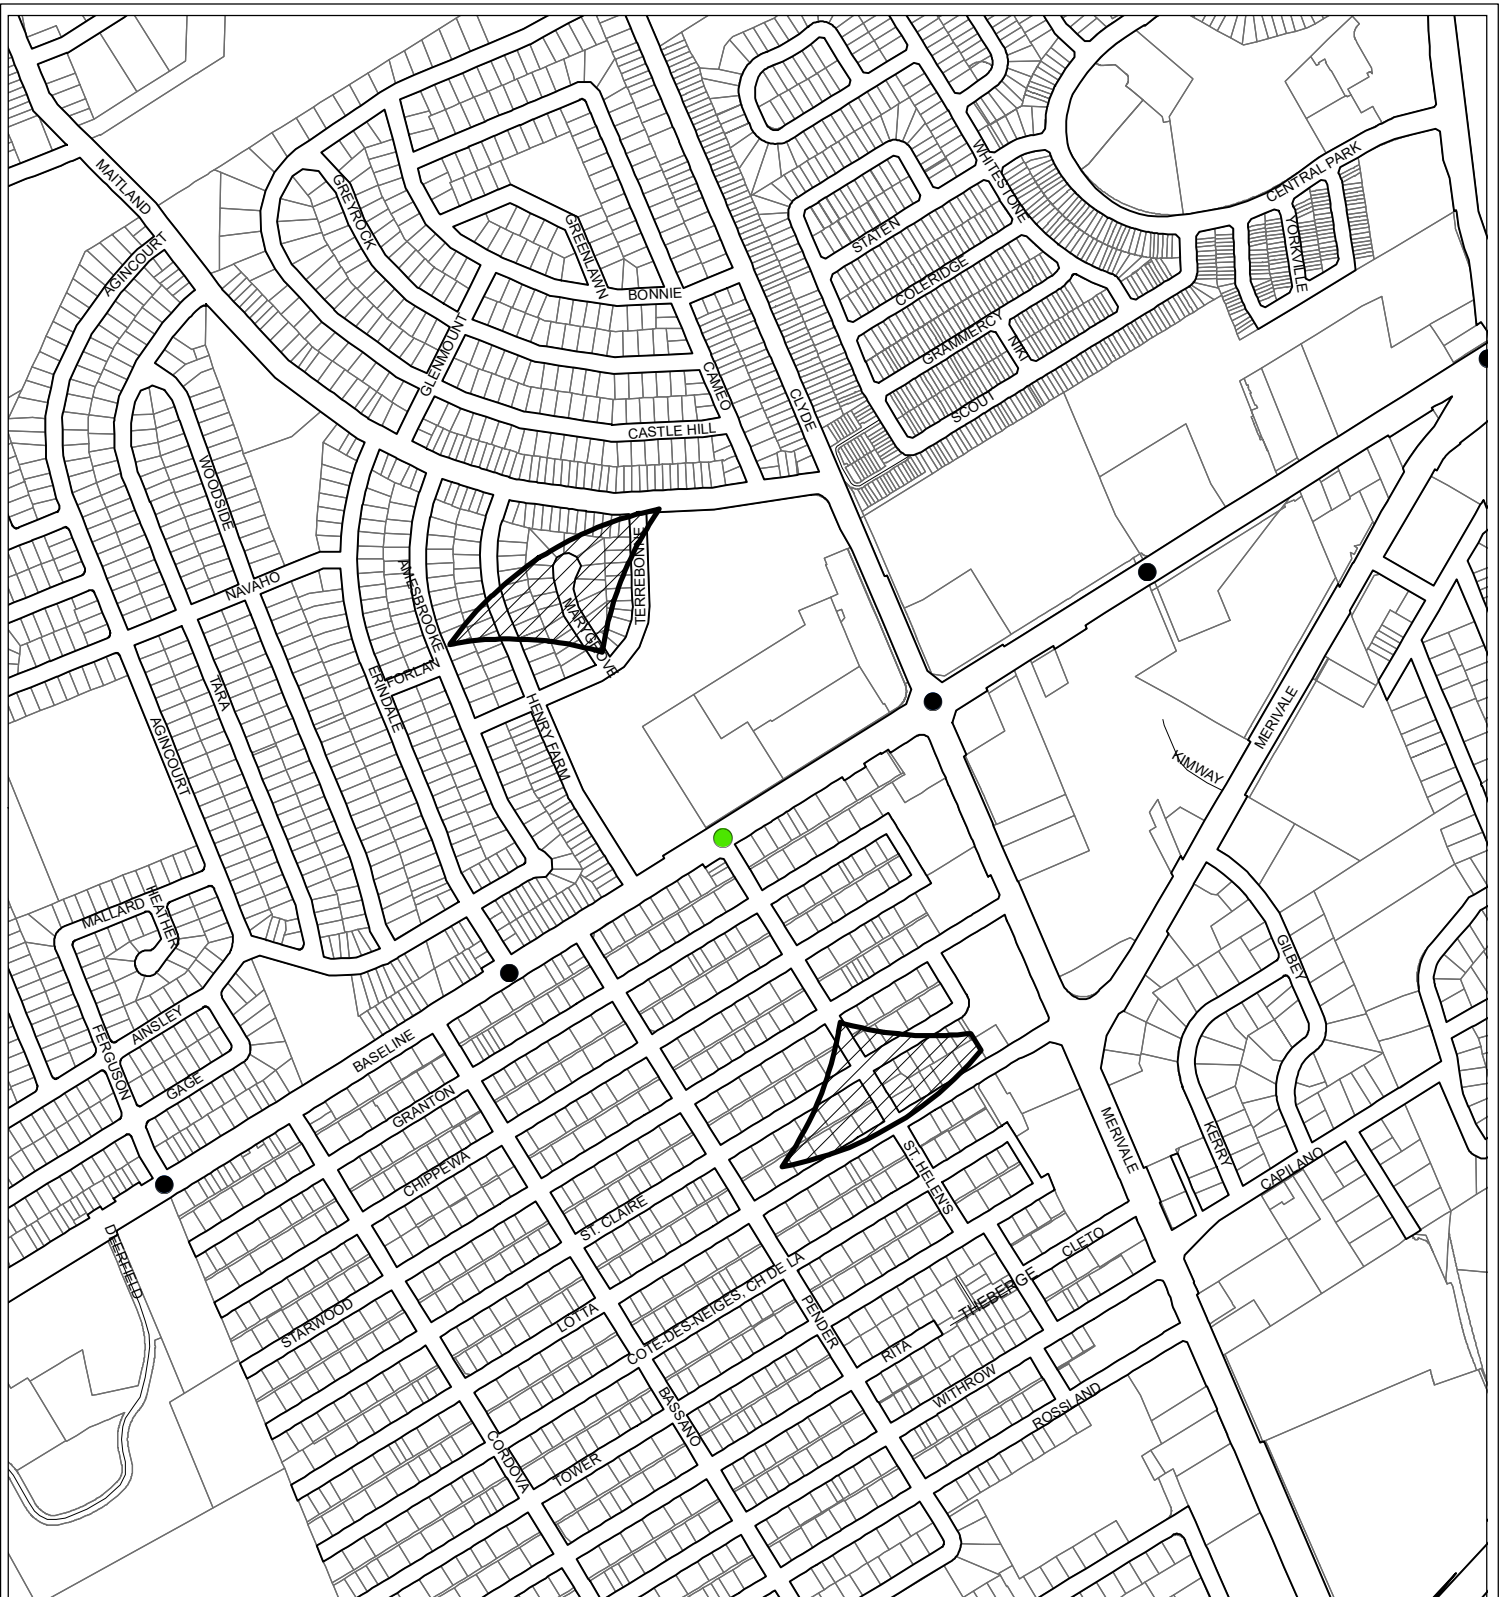 MAITLAND
GREYROCK
WHITESTONE
CENTRAL PARK
AGINCOURT
GREENLAWN
STATEN
YORKVILLE
BONNIE
COLERIDGE
GLENMOUNT
GRAMMERCY
NIKI
CAMEO
CLYDE
SCOUT
CASTLE HILL
WOODSIDE
TERREBONNE
NAVAHO
AMESBROOKE
MARYGROVE
FORLAN
ERINDALE
TARA
AGINCOURT
HENRY FARM
MERIVALE
KIMWAY
MALLARD
HEATHER
GILBEY
AINSLEY
FERGUSON
GAGE
BASELINE
GRANTON
CHIPPEWA
MERIVALE
KERRY
CAPILANO
ST. HELEN'S
ST. CLAIRE
DEERFIELD
CLETO
COTE-DES-NEIGES, CH DE LA
THEBERGE
STARWOOD
LOTTA
PENDER
RITA
WITHROW
ROSSLAND
BASSANO
CORDOVA
TOWER